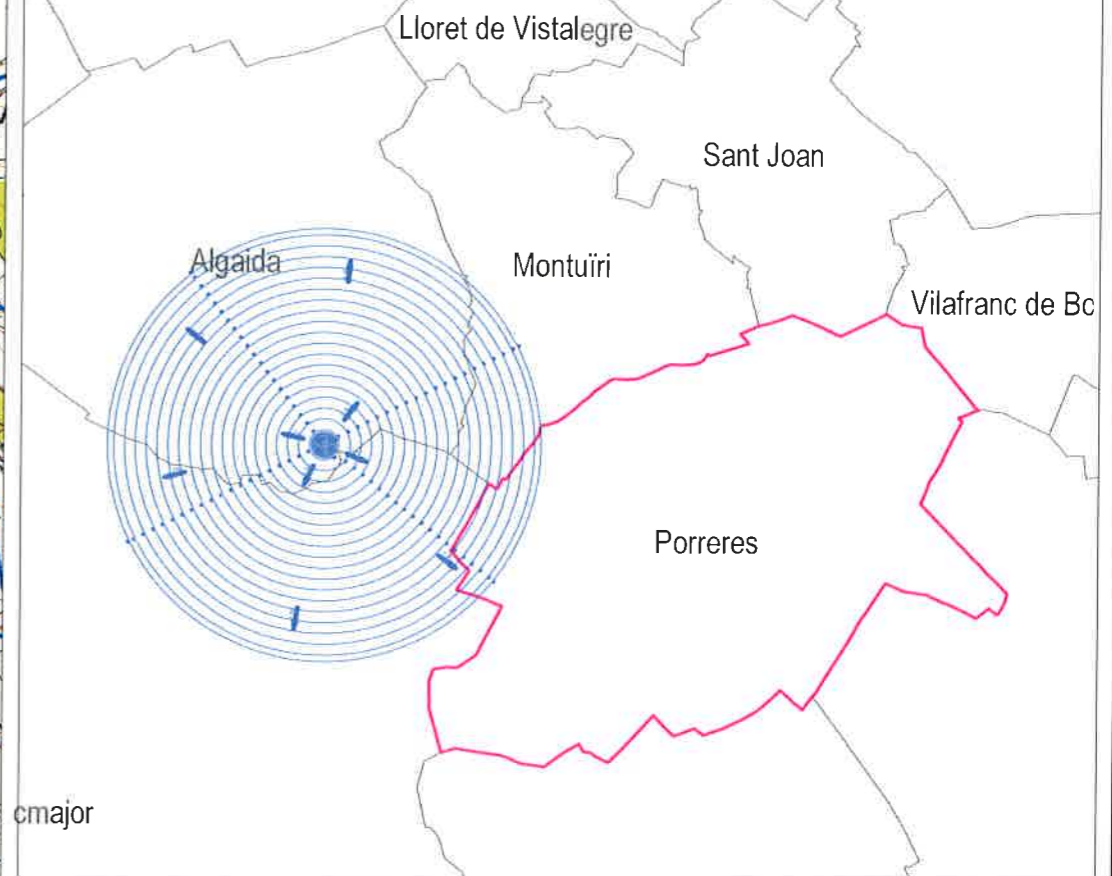 Lloret de Vistalegre
Sant Joan
Algaida
Montuïri
Vilafranc de Bo
Porreres
cmajor